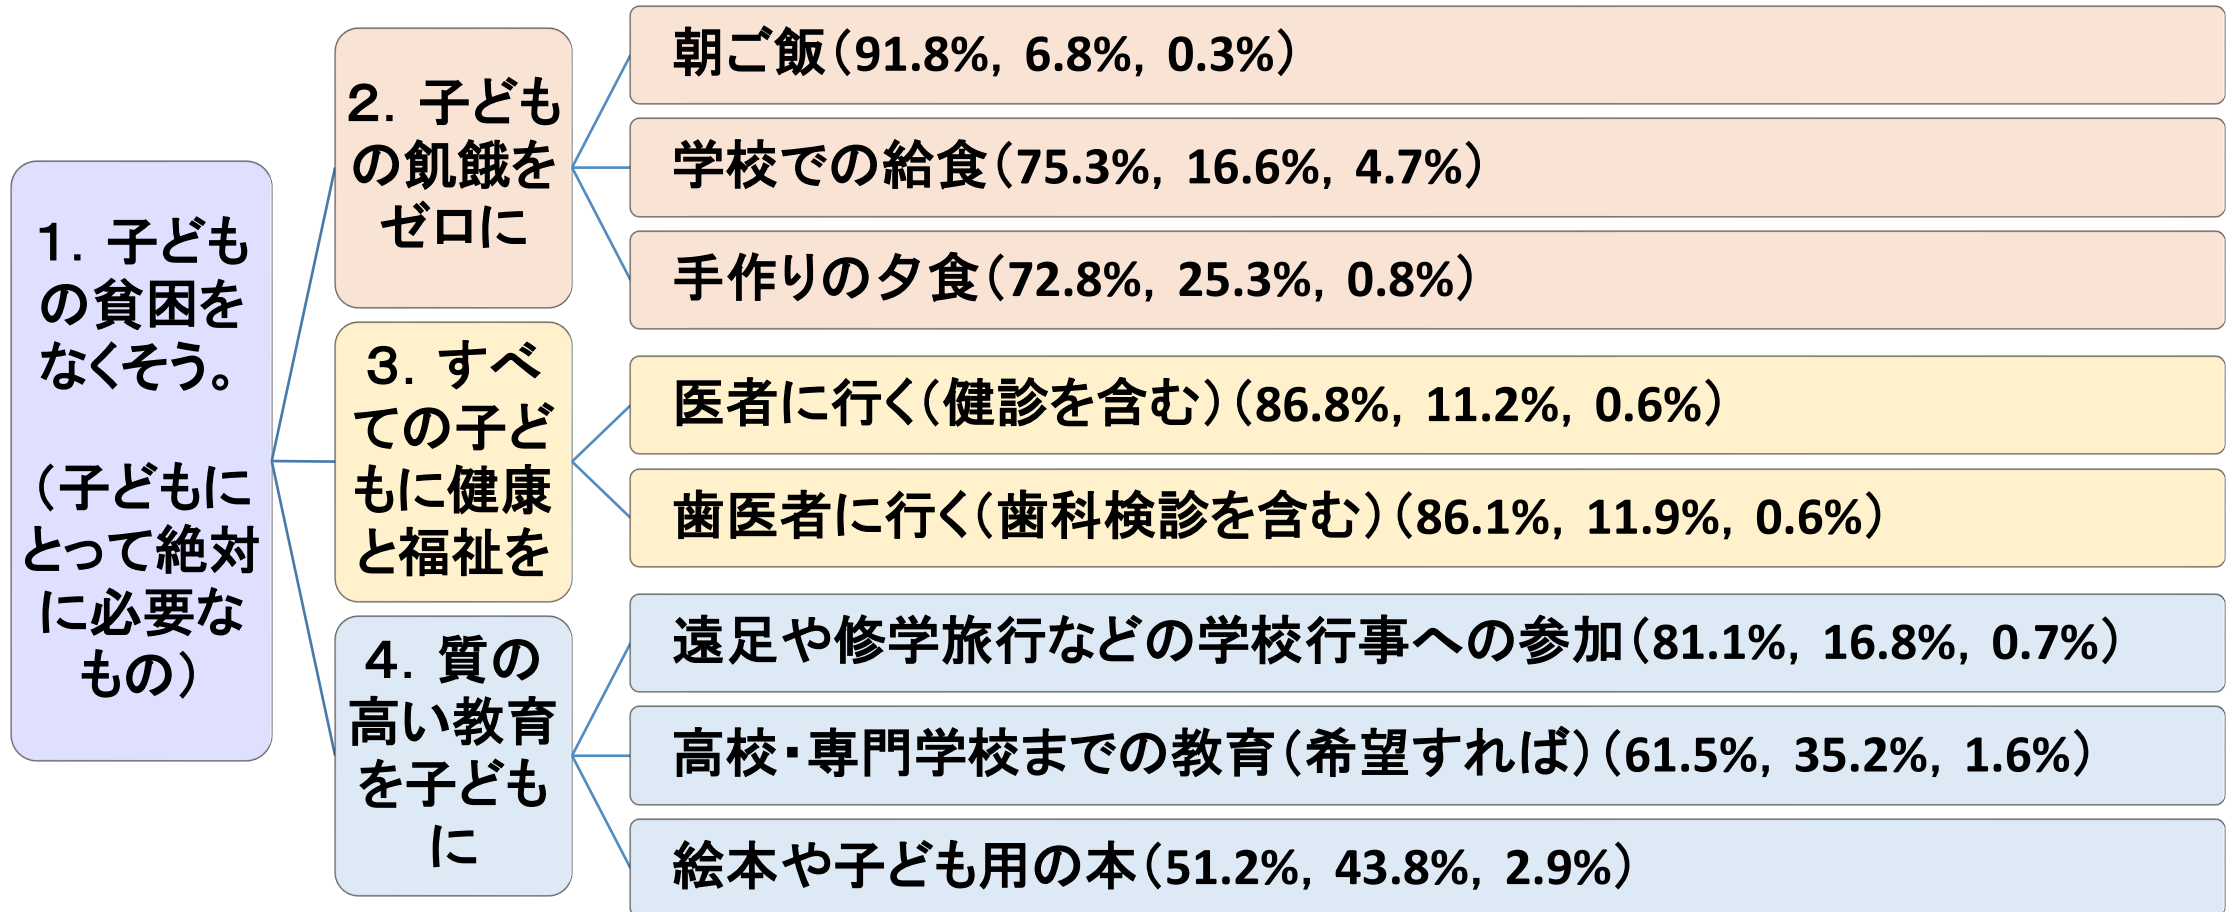 １．子ども
の貧困を
なくそう。
（子どもに
とって絶対
に必要な
もの）
２．子ども
の飢餓を
ゼロに
朝ご飯（91.8%，6.8%，0.3%）
学校での給食（75.3%，16.6%，4.7%）
手作りの夕食（72.8%，25.3%，0.8%）
３．すべ
ての子ど
もに健康
と福祉を
医者に行く（健診を含む）（86.8%，11.2%，0.6%）
歯医者に行く（歯科検診を含む）（86.1%，11.9%，0.6%）
４．質の
高い教育
を子ども
に
遠足や修学旅行などの学校行事への参加（81.1%，16.8%，0.7%）
高校・専門学校までの教育（希望すれば）（61.5%，35.2%，1.6%）
絵本や子ども用の本（51.2%，43.8%，2.9%）